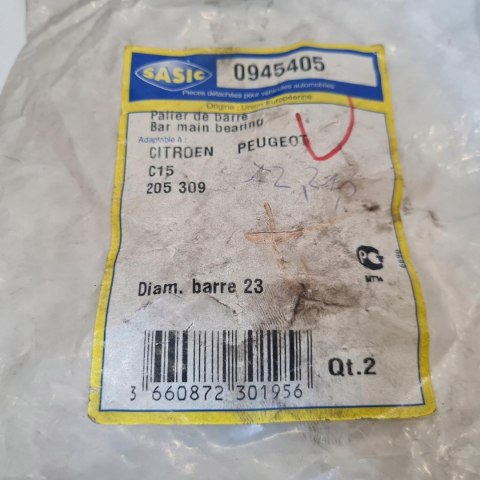 SASIC
0945405
Pièces détachées pour véhicules automobiles
Origine : Union Européenne
Palier de barre
Bar main bearing
Adaptable à :
CITROEN PEUGEOT
C15
205 309
Diam. barre 23
3 660872 301956
Qt.2